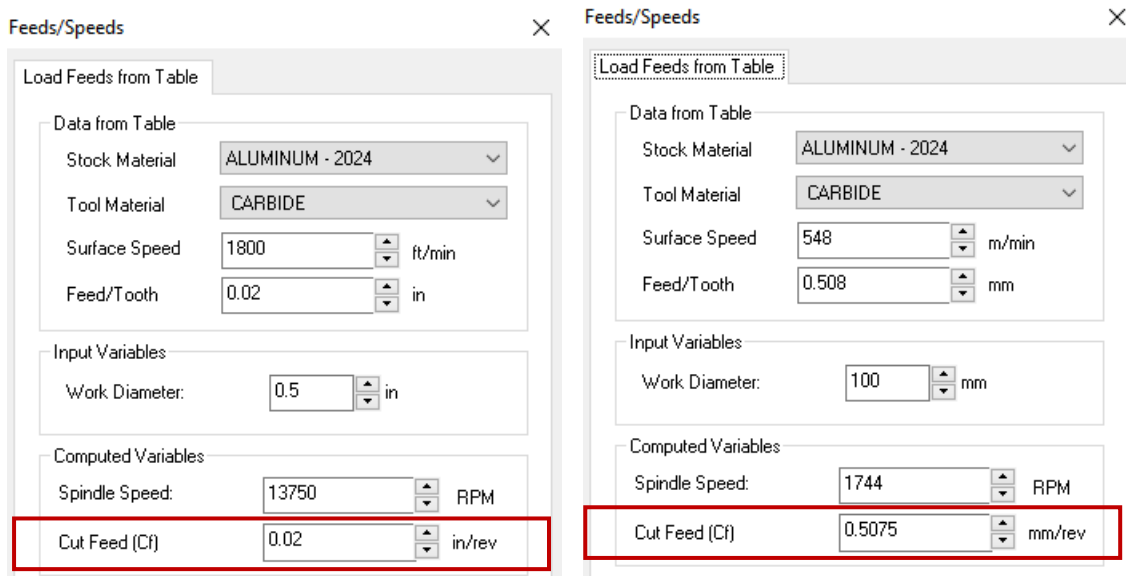 Feeds/Speeds
Load Feeds from Table
Data from Table
Stock Material ALUMINUM - 2024
Tool Material CARBIDE
Surface Speed 1800 ft/min
Feed/Tooth 0.02 in
Input Variables
Work Diameter: 0.5 in
Computed Variables
Spindle Speed: 13750 RPM
Cut Feed (Cf) 0.02 in/rev
Feeds/Speeds
Load Feeds from Table
Data from Table
Stock Material ALUMINUM - 2024
Tool Material CARBIDE
Surface Speed 548 m/min
Feed/Tooth 0.508 mm
Input Variables
Work Diameter: 100 mm
Computed Variables
Spindle Speed: 1744 RPM
Cut Feed (Cf) 0.5075 mm/rev